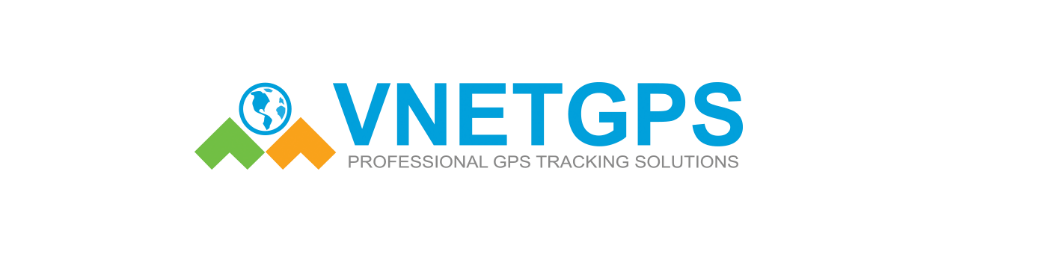 VNETGPS
PROFESSIONAL GPS TRACKING SOLUTIONS